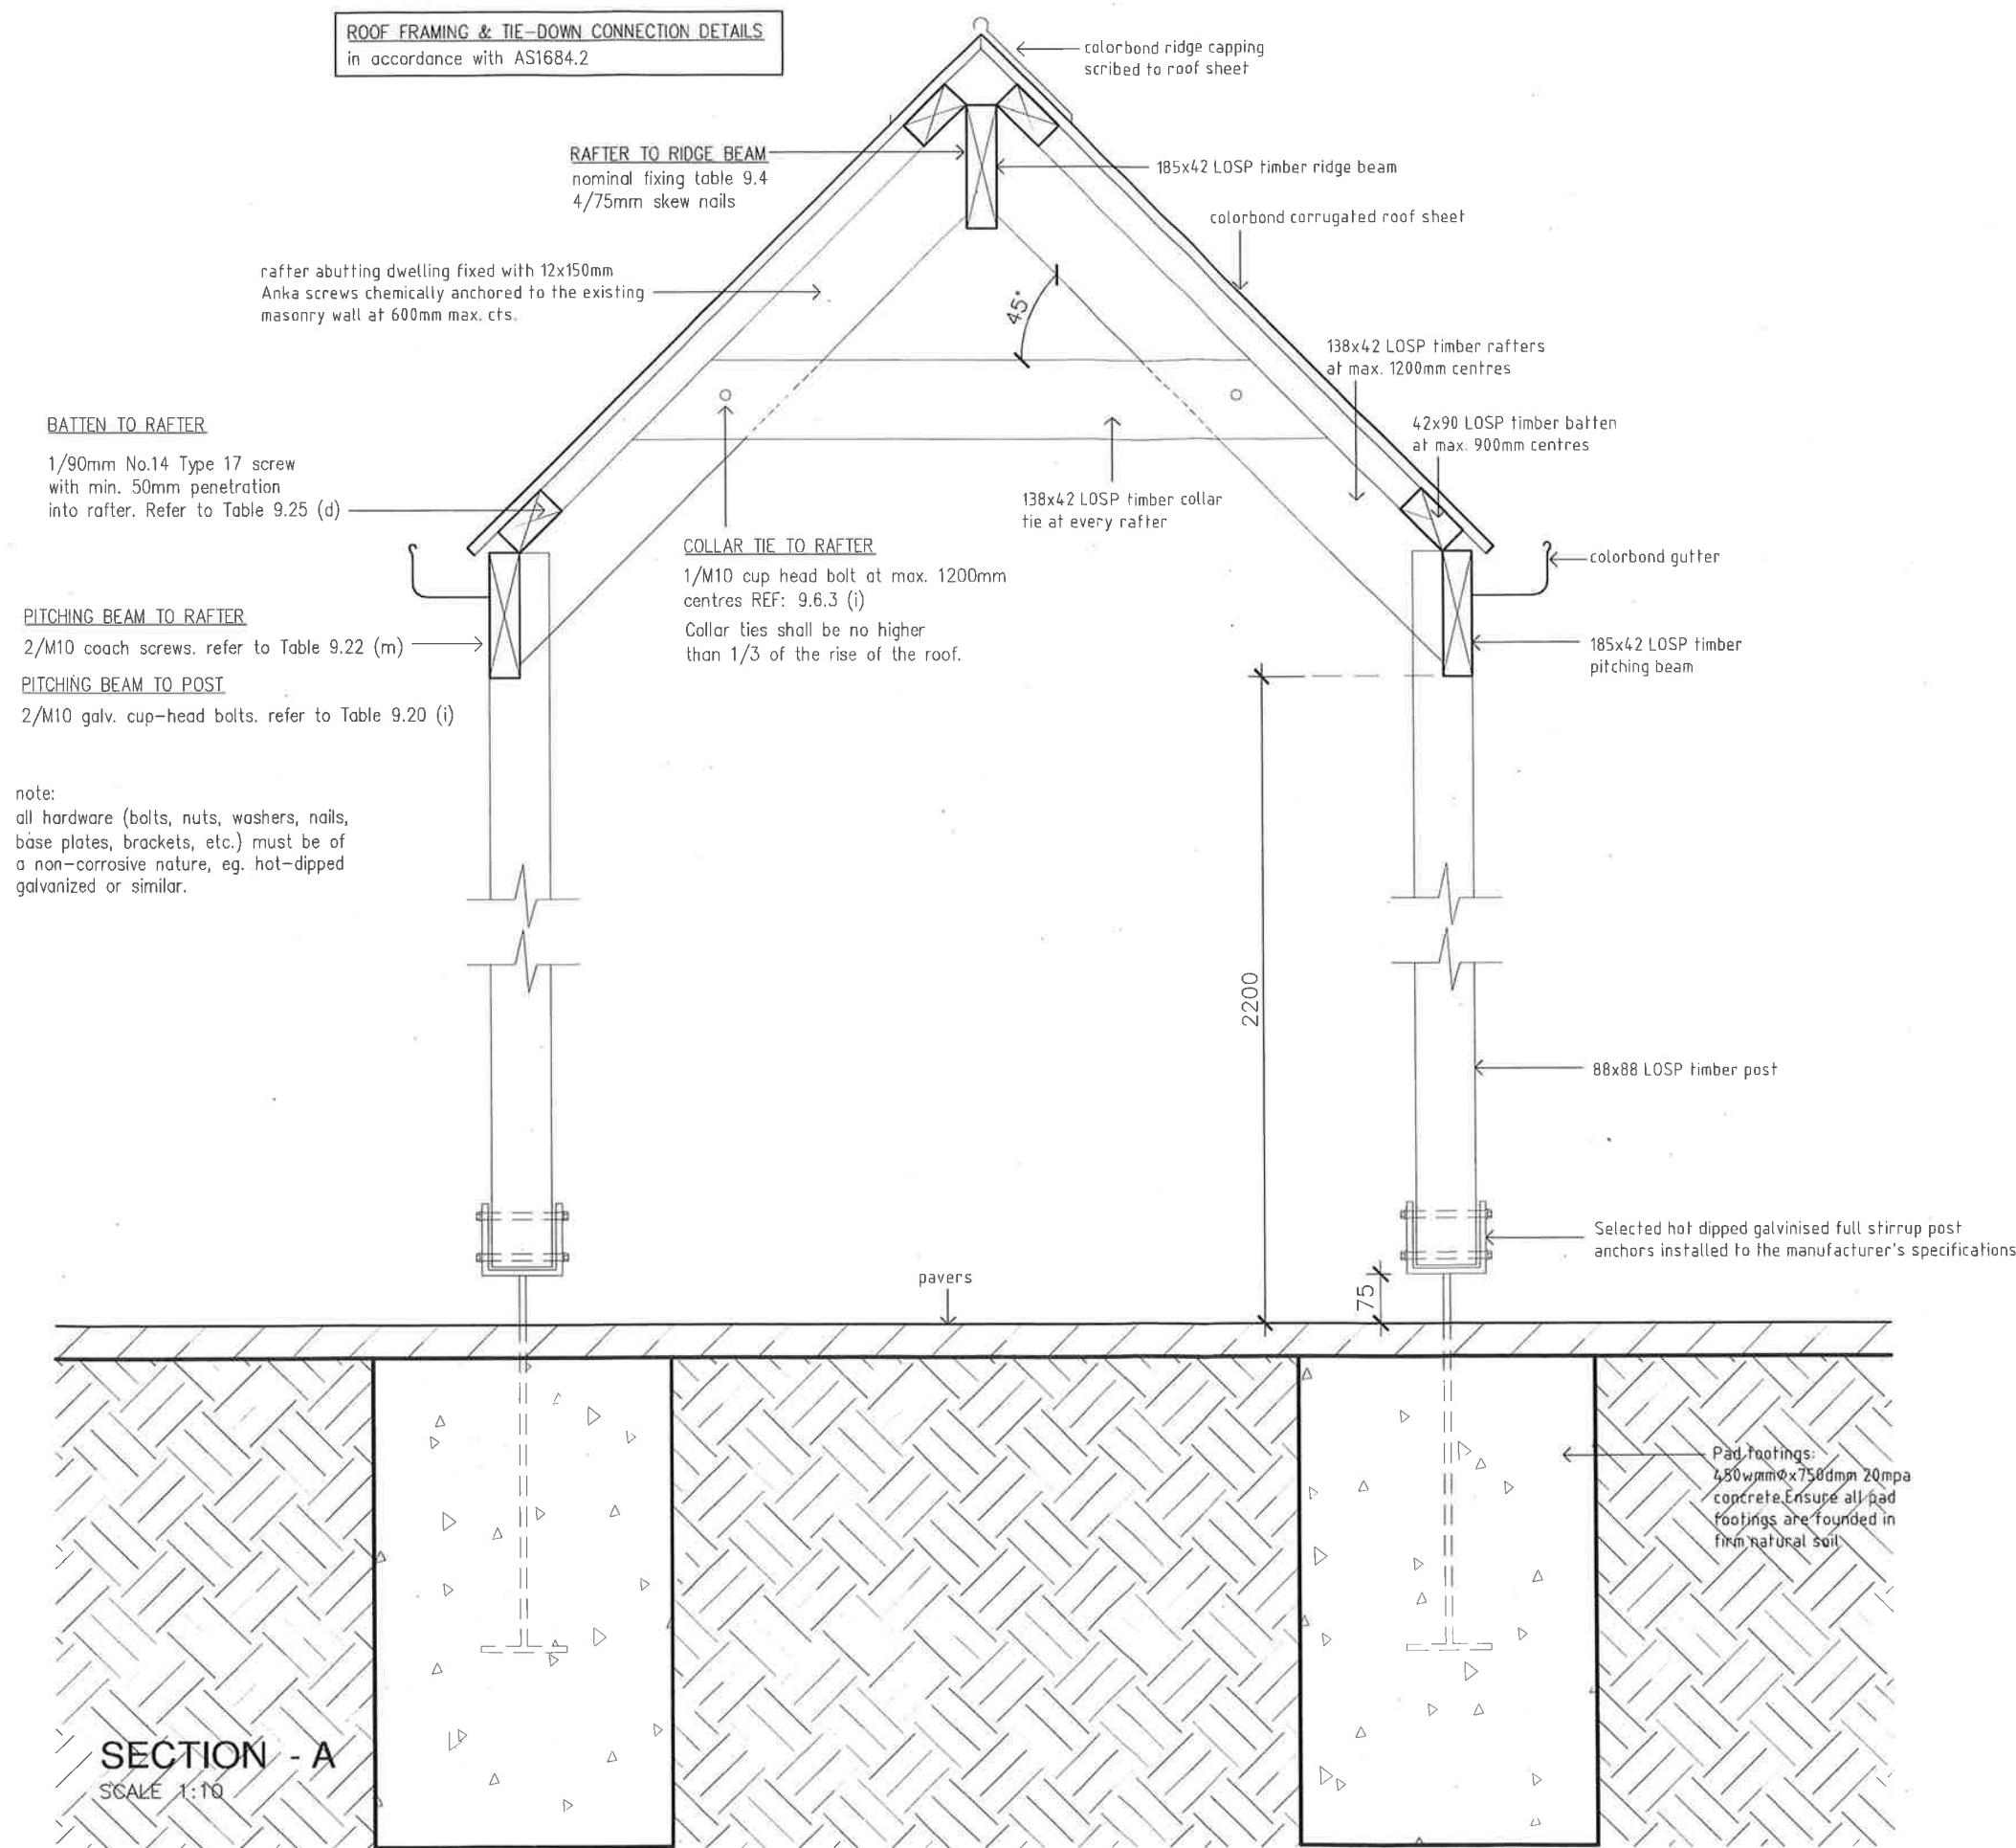 ROOF FRAMING & TIE-DOWN CONNECTION DETAILS
in accordance with AS1684.2
colorbond ridge capping
scribed to roof sheet
RAFTER TO RIDGE BEAM
nominal fixing table 9.4
4/75mm skew nails
185x42 LOSP timber ridge beam
colorbond corrugated roof sheet
rafter abutting dwelling fixed with 12x150mm
Anka screws chemically anchored to the existing
masonry wall at 600mm max. cts.
45°
138x42 LOSP timber rafters
at max. 1200mm centres
BATTEN TO RAFTER
1/90mm No.14 Type 17 screw
with min. 50mm penetration
into rafter. Refer to Table 9.25 (d)
42x90 LOSP timber batten
at max. 900mm centres
138x42 LOSP timber collar
tie at every rafter
COLLAR TIE TO RAFTER
1/M10 cup head bolt at max. 1200mm
centres REF: 9.6.3 (i)
Collar ties shall be no higher
than 1/3 of the rise of the roof.
colorbond gutter
PITCHING BEAM TO RAFTER
2/M10 coach screws. refer to Table 9.22 (m)
185x42 LOSP timber
pitching beam
PITCHING BEAM TO POST
2/M10 galv. cup-head bolts. refer to Table 9.20 (i)
note:
all hardware (bolts, nuts, washers, nails,
base plates, brackets, etc.) must be of
a non-corrosive nature, eg. hot-dipped
galvanized or similar.
2200
88x88 LOSP timber post
Selected hot dipped galvinised full stirrup post
anchors installed to the manufacturer's specifications
pavers
75
Pad footings:
450wmmØx750dmm 20mpa
concrete.Ensure all pad
footings are founded in
firm natural soil
SECTION - A
SCALE 1:10